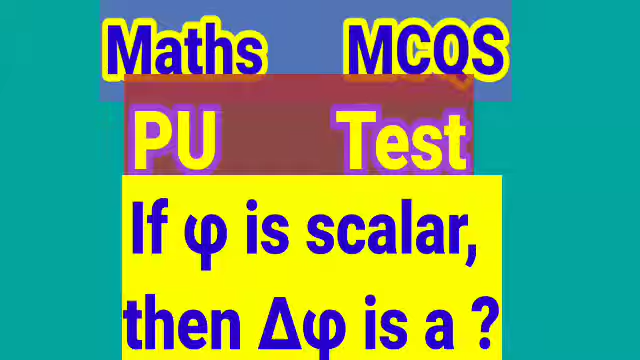 Maths MCQS
PU Test
If φ is scalar,
then Δφ is a ?